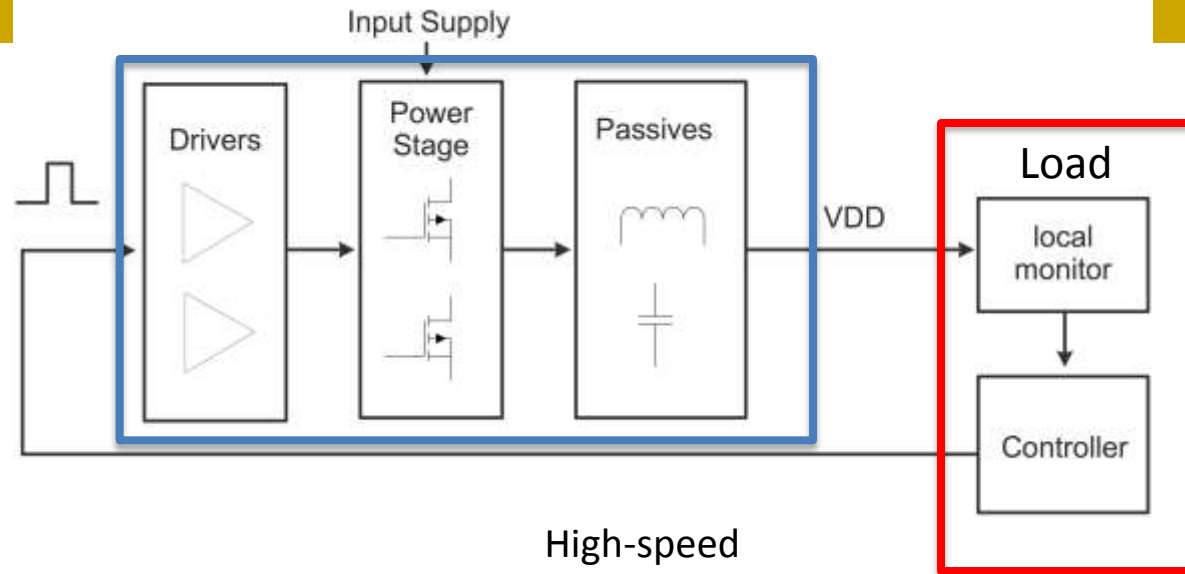 Input Supply
Drivers
Power
Stage
Passives
VDD
Load
local
monitor
Controller
High-speed